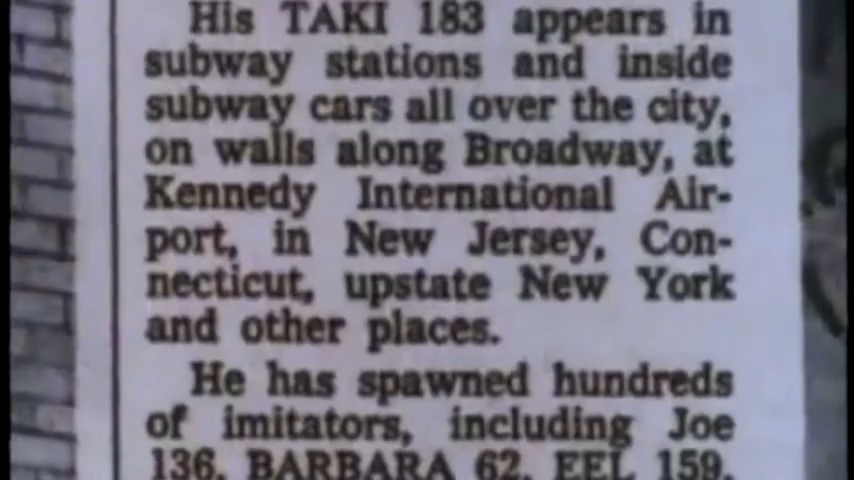 His TAKI 183 appears in
subway stations and inside
subway cars all over the city,
on walls along Broadway, at
Kennedy International Air-
port, in New Jersey, Con-
necticut, upstate New York
and other places.
He has spawned hundreds
of imitators, including Joe
136, BARBARA 62, EEL 159,